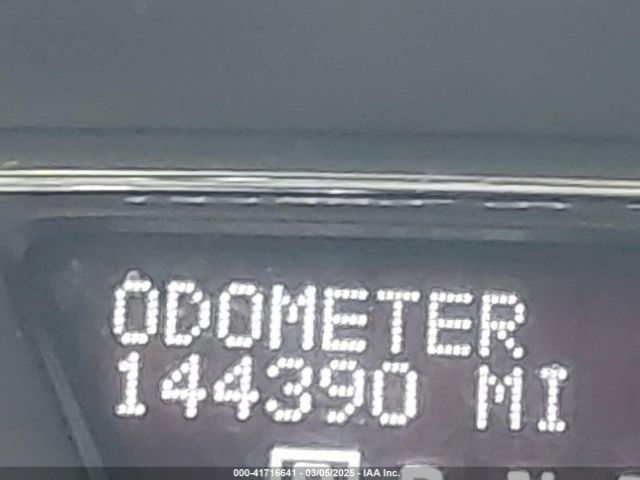 ODOMETER
144390 MI
000-41716641 - 03/05/2025 - IAA Inc.